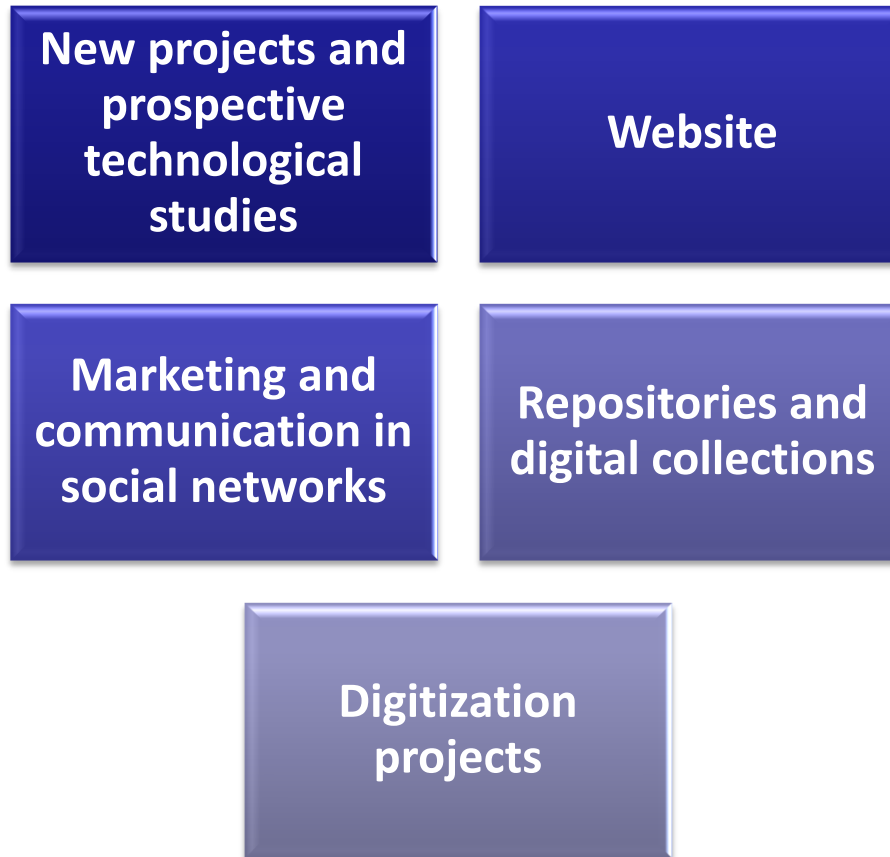 New projects and
prospective
technological
studies
Website
Marketing and
communication in
social networks
Repositories and
digital collections
Digitization
projects